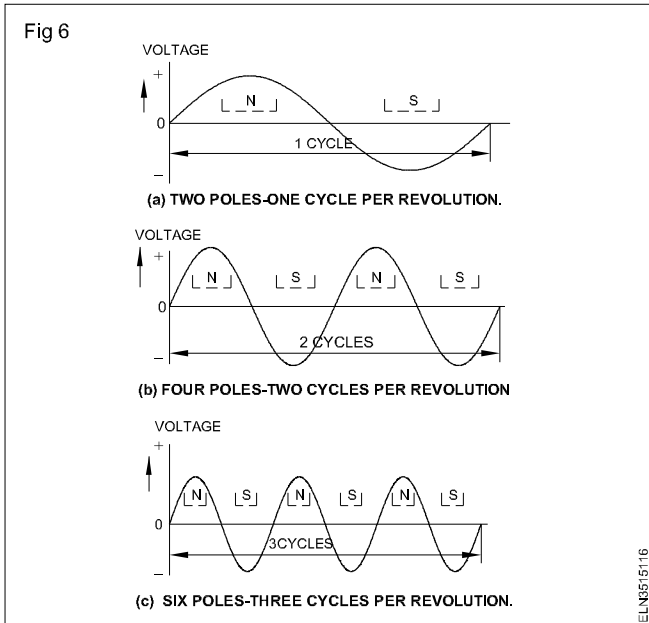 Fig 6
VOLTAGE
+
N
S
0
1 CYCLE
–
(a) TWO POLES-ONE CYCLE PER REVOLUTION.
VOLTAGE
+
N S N S
0
2 CYCLES
–
(b) FOUR POLES-TWO CYCLES PER REVOLUTION
VOLTAGE
+
N S N S N S
0
3CYCLES
–
(c) SIX POLES-THREE CYCLES PER REVOLUTION.
ELN3515116